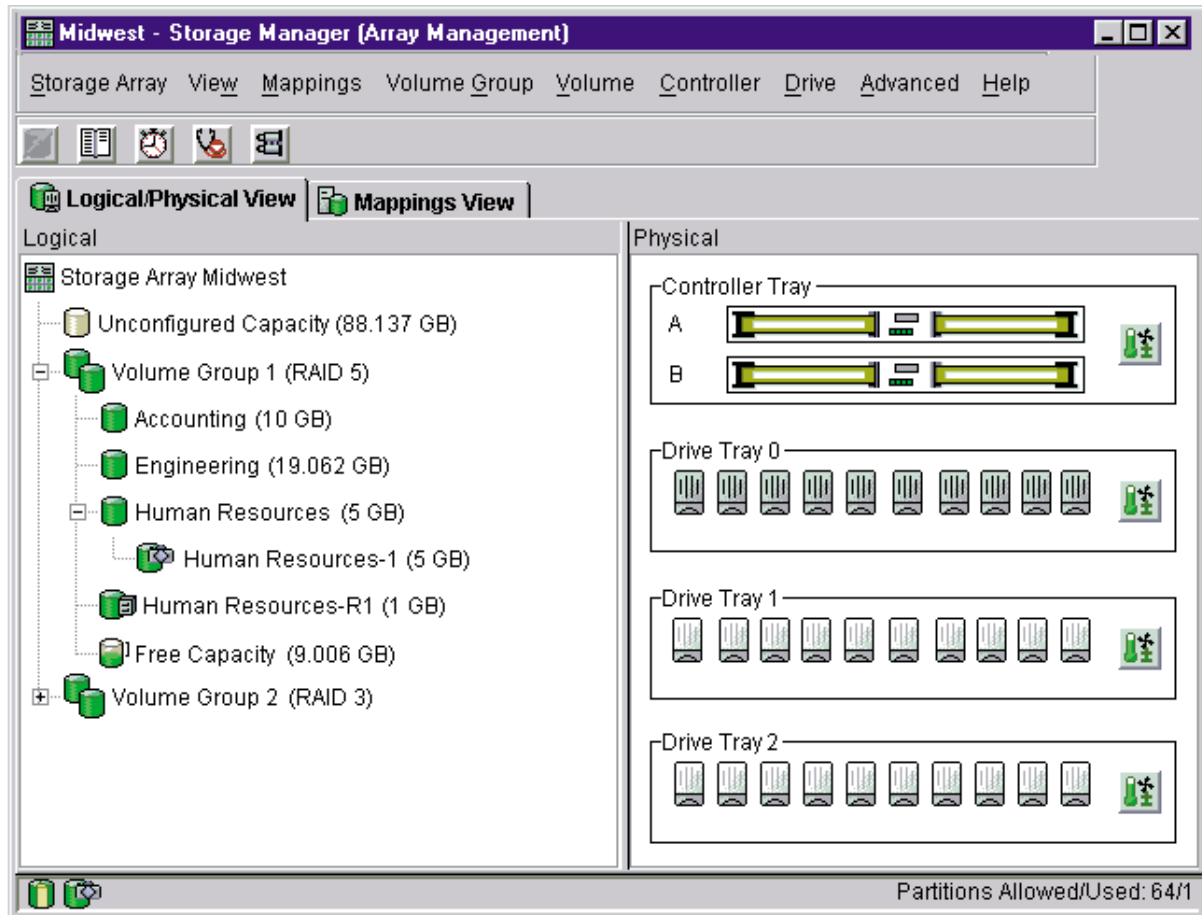 Midwest - Storage Manager (Array Management)
Storage Array View Mappings Volume Group Volume Controller Drive Advanced Help
Logical/Physical View Mappings View
Logical
Storage Array Midwest
Unconfigured Capacity (88.137 GB)
Volume Group 1 (RAID 5)
Accounting (10 GB)
Engineering (19.062 GB)
Human Resources (5 GB)
Human Resources-1 (5 GB)
Human Resources-R1 (1 GB)
Free Capacity (9.006 GB)
Volume Group 2 (RAID 3)
Physical
Controller Tray
A
B
Drive Tray 0
Drive Tray 1
Drive Tray 2
Partitions Allowed/Used: 64/1